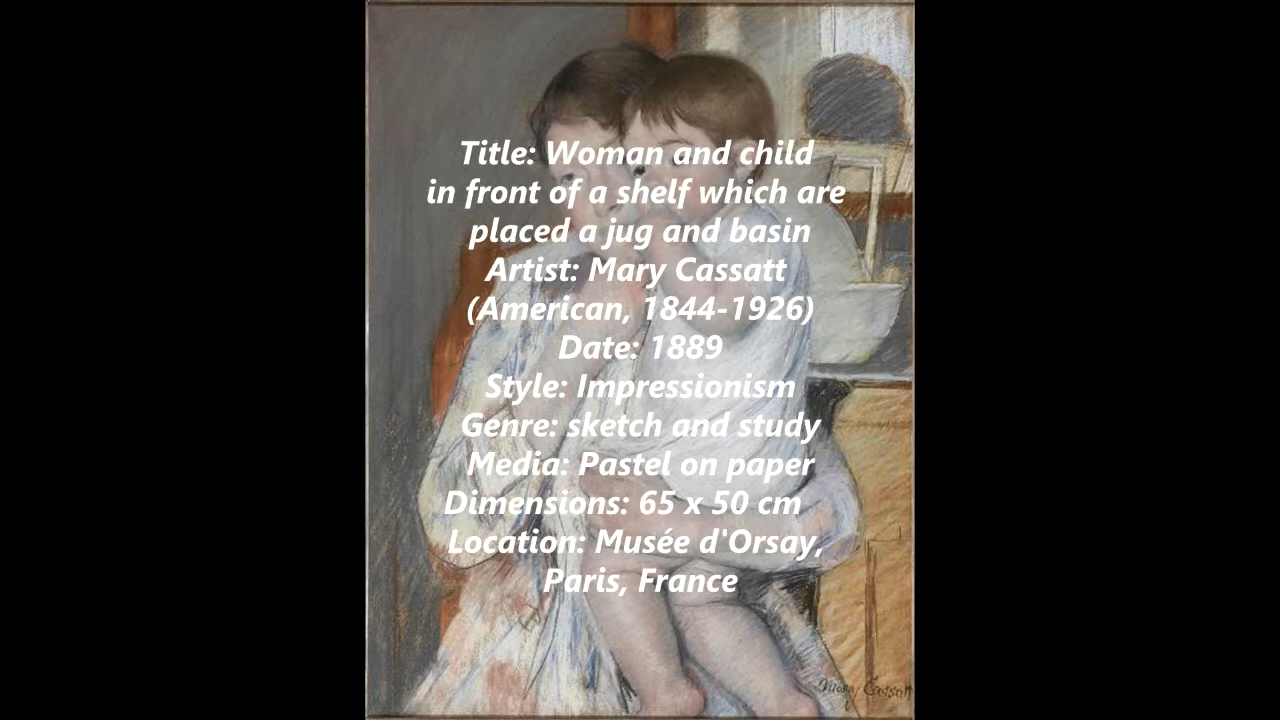 Title: Woman and child
in front of a shelf which are
placed a jug and basin
Artist: Mary Cassatt
(American, 1844-1926)
Date: 1889
Style: Impressionism
Genre: sketch and study
Media: Pastel on paper
Dimensions: 65 x 50 cm
Location: Musée d'Orsay,
Paris, France
Mary Cassatt